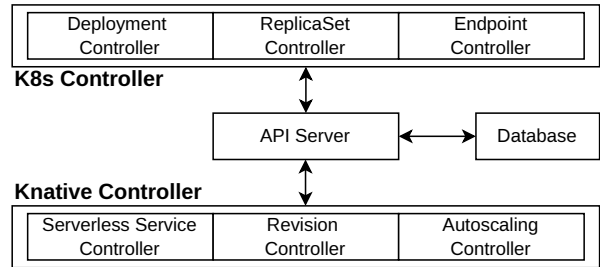 Deployment Controller
ReplicaSet Controller
Endpoint Controller
K8s Controller
API Server
Database
Knative Controller
Serverless Service Controller
Revision Controller
Autoscaling Controller